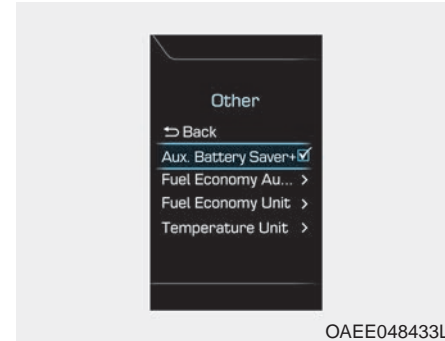 Other
Back
Aux. Battery Saver+
Fuel Economy Au... >
Fuel Economy Unit >
Temperature Unit >
OAEE048433L